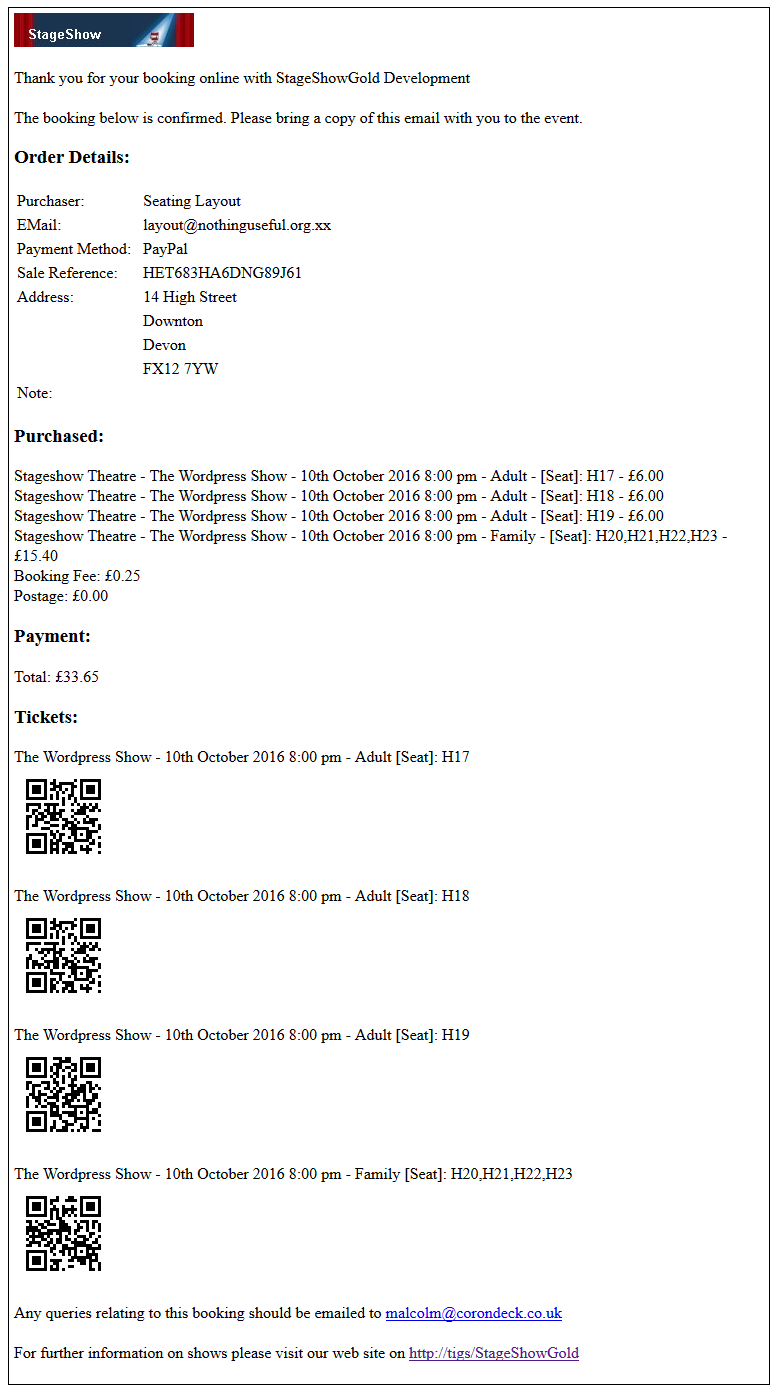 StageShow
Thank you for your booking online with StageShowGold Development
The booking below is confirmed. Please bring a copy of this email with you to the event.
Order Details:
Purchaser: Seating Layout
EMail: layout@nothinguseful.org.xx
Payment Method: PayPal
Sale Reference: HET683HA6DNG89J61
Address: 14 High Street
Downton
Devon
FX12 7YW
Note:
Purchased:
Stageshow Theatre - The Wordpress Show - 10th October 2016 8:00 pm - Adult - [Seat]: H17 - £6.00
Stageshow Theatre - The Wordpress Show - 10th October 2016 8:00 pm - Adult - [Seat]: H18 - £6.00
Stageshow Theatre - The Wordpress Show - 10th October 2016 8:00 pm - Adult - [Seat]: H19 - £6.00
Stageshow Theatre - The Wordpress Show - 10th October 2016 8:00 pm - Family - [Seat]: H20,H21,H22,H23 -
£15.40
Booking Fee: £0.25
Postage: £0.00
Payment:
Total: £33.65
Tickets:
The Wordpress Show - 10th October 2016 8:00 pm - Adult [Seat]: H17
The Wordpress Show - 10th October 2016 8:00 pm - Adult [Seat]: H18
The Wordpress Show - 10th October 2016 8:00 pm - Adult [Seat]: H19
The Wordpress Show - 10th October 2016 8:00 pm - Family [Seat]: H20,H21,H22,H23
Any queries relating to this booking should be emailed to malcolm@corondeck.co.uk
For further information on shows please visit our web site on http://tigs/StageShowGold